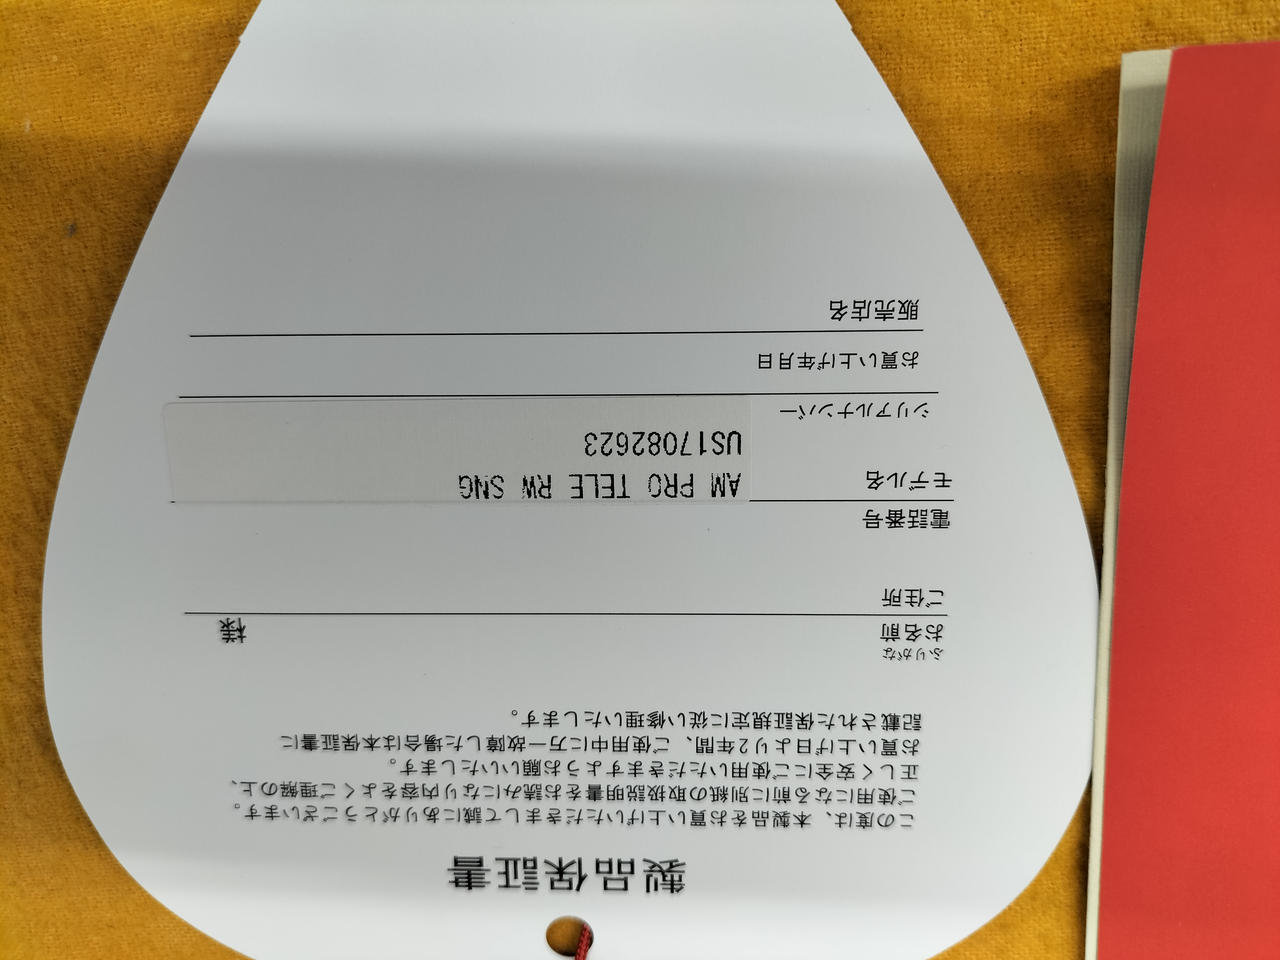 製品保証書
この度は、本製品をお買い上げいただきまして誠にありがとうございます。
ご使用になる前に別紙の取扱説明書をお読みになり内容をよくご理解の上、
正しく安全にご使用いただきますようお願いいたします。
お買い上げ日より2年間、ご使用中に万一故障した場合は本保証書に
記載された保証規定に従い修理いたします。
ふりがな
お名前 様
ご住所
電話番号
モデル名 AM PRO TELE RW SNG
シリアルナンバー US17082623
お買い上げ年月日
販売店名